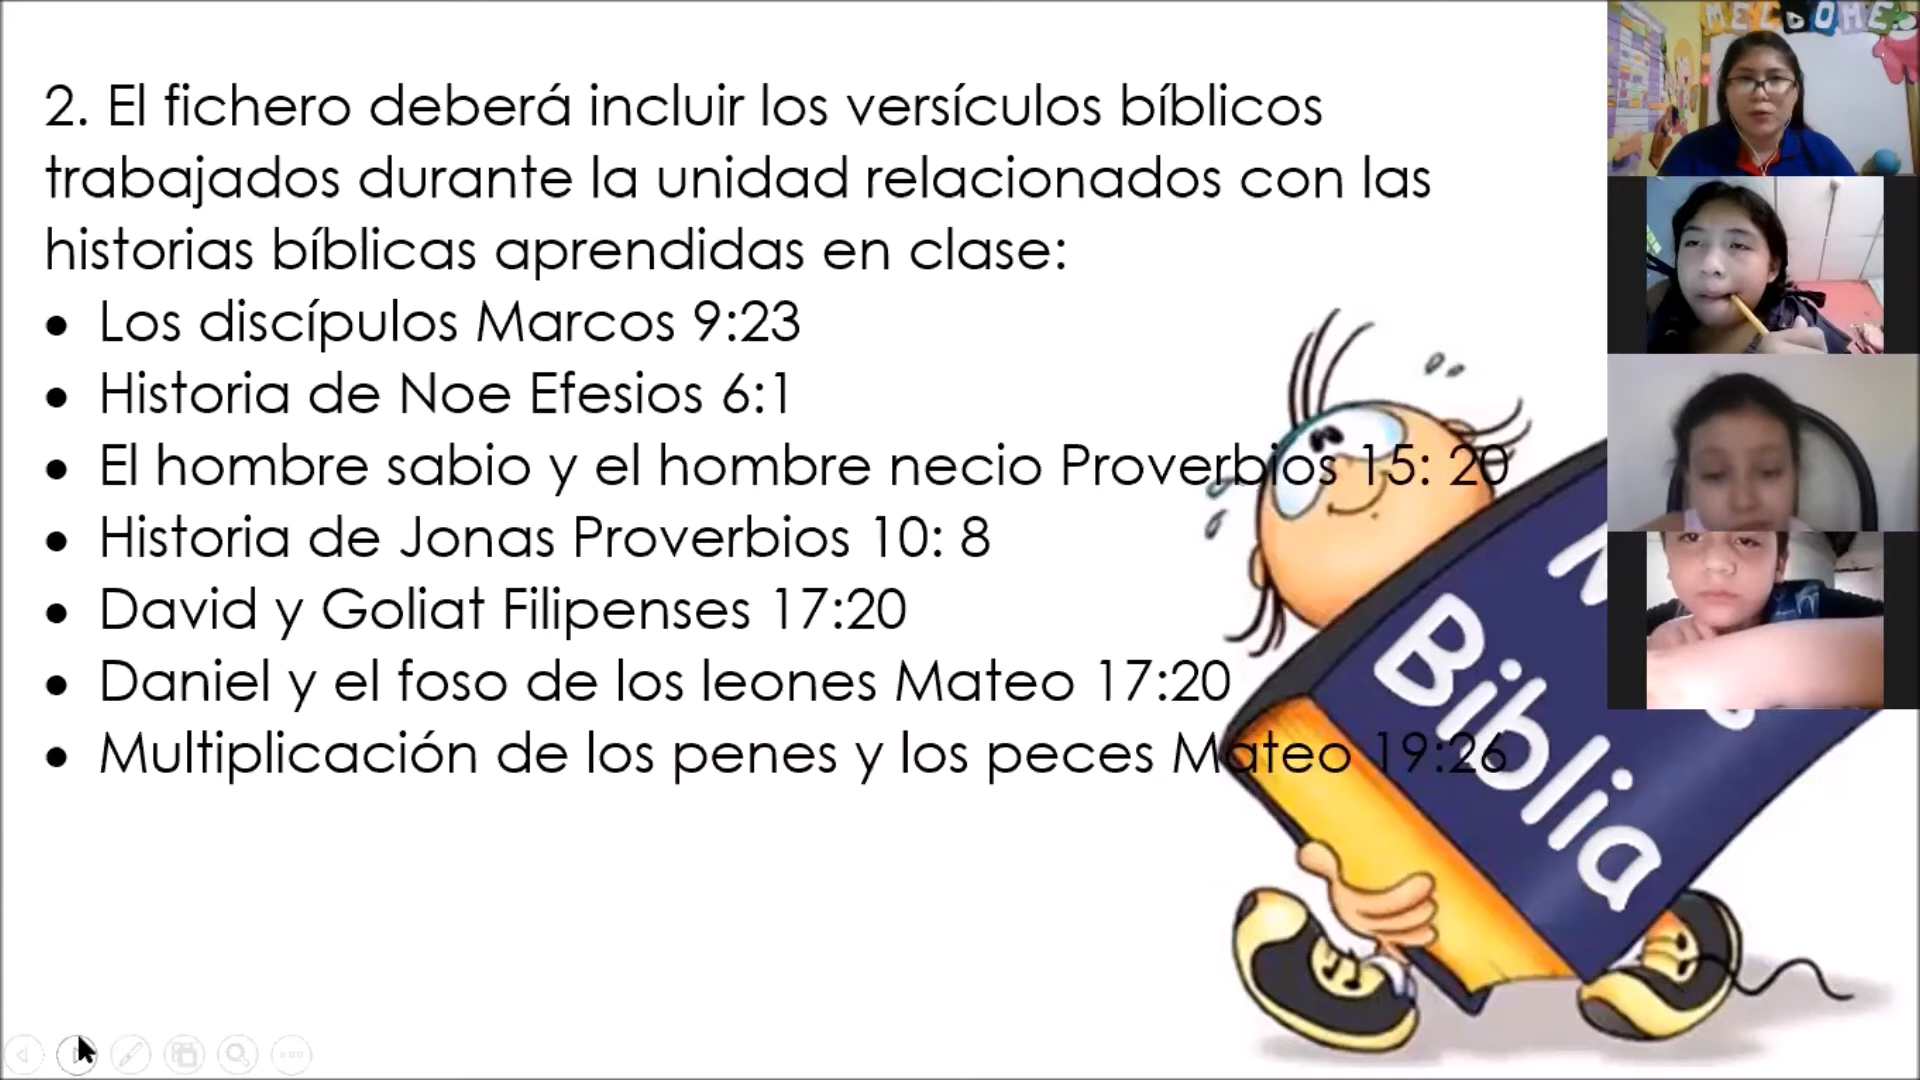 2. El fichero deberá incluir los versículos bíblicos
trabajados durante la unidad relacionados con las
historias bíblicas aprendidas en clase:
• Los discípulos Marcos 9:23
• Historia de Noe Efesios 6:1
• El hombre sabio y el hombre necio Proverbios 15: 20
• Historia de Jonas Proverbios 10: 8
• David y Goliat Filipenses 17:20
• Daniel y el foso de los leones Mateo 17:20
• Multiplicación de los penes y los peces Mateo 19:26
Biblia